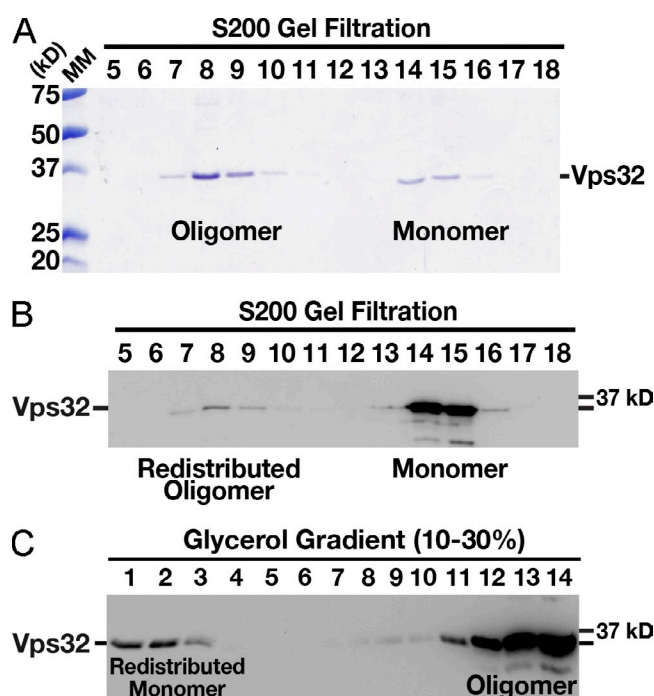 A
S200 Gel Filtration
(kD) MM 5 6 7 8 9 10 11 12 13 14 15 16 17 18
75
50
37
Vps32
25
20
Oligomer Monomer
B
S200 Gel Filtration
5 6 7 8 9 10 11 12 13 14 15 16 17 18
Vps32 37 kD
Redistributed
Oligomer
Monomer
C
Glycerol Gradient (10-30%)
1 2 3 4 5 6 7 8 9 10 11 12 13 14
Vps32 37 kD
Redistributed
Monomer
Oligomer